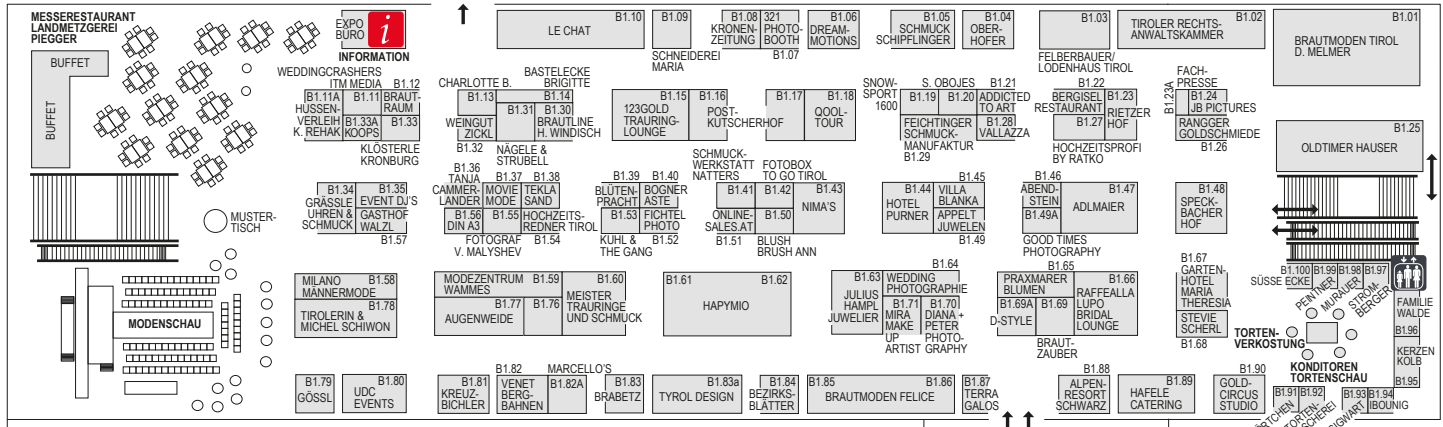 MESSERESTAURANT
LANDMETZGEREI
PIEGGER
BUFFET
BUFFET
EXPO
BÜRO
i
INFORMATION
B1.10
LE CHAT
B1.09
SCHNEIDEREI
MARIA
B1.08
KRONEN-
ZEITUNG
321
PHOTO-
BOOTH
B1.07
B1.06
DREAM-
MOTIONS
B1.05
SCHMUCK
SCHIPFLINGER
B1.04
OBER-
HOFER
B1.03
FELBERBAUER/
LODENHAUS TIROL
B1.02
TIROLER RECHTS-
ANWALTSKAMMER
B1.01
BRAUTMODEN TIROL
D. MELMER
WEDDINGCRASHERS
ITM MEDIA
B1.12
B1.11A
HUSSEN-
VERLEIH
K. REHAK
B1.11
BRAUT-
RAUM
B1.33A
KOOPS
B1.33
KLÖSTERLE
KRONBURG
CHARLOTTE B.
B1.13
BASTELECKE
BRIGITTE
B1.14
B1.31
B1.30
WEINGUT
ZICKL
B1.32
BRAUTLINE
H. WINDISCH
NÄGELE &
STRUBELL
B1.15
123GOLD
TRAURING-
LOUNGE
B1.16
POST-
KUTSCHERHOF
B1.17
B1.18
QOOL-
TOUR
SNOW-
SPORT
1600
S. OBOJES
B1.19
B1.20
B1.21
ADDICTED
TO ART
FEICHTINGER
SCHMUCK-
MANUFAKTUR
B1.29
B1.28
VALLAZZA
B1.22
BERGISEL
RESTAURANT
B1.23
RIETZER
HOF
B1.27
HOCHZEITSPROFI
BY RATKO
B1.23A
FACH-
PRESSE
B1.24
JB PICTURES
RANGGER
GOLDSCHMIEDE
B1.26
B1.25
OLDTIMER HAUSER
MUSTER-
TISCH
B1.34
GRÄSSLE
UHREN &
SCHMUCK
B1.35
EVENT DJ'S
GASTHOF
WALZL
B1.57
B1.36
TANJA
CAMMER-
LANDER
B1.37
MOVIE
MODE
B1.38
TEKLA
SAND
B1.56
DIN A3
B1.55
HOCHZEITS-
REDNER TIROL
B1.54
FOTOGRAF
V. MALYSHEV
B1.39
BLÜTEN-
PRACHT
B1.40
BOGNER
ASTE
B1.53
FICHTEL
PHOTO
B1.52
KUHL &
THE GANG
SCHMUCK-
WERKSTATT
NATTERS
B1.41
FOTOBOX
TO GO TIROL
B1.42
B1.43
NIMA'S
ONLINE-
SALES.AT
B1.51
B1.50
BLUSH
BRUSH ANN
B1.44
HOTEL
PURNER
B1.45
VILLA
BLANKA
APPELT
JUWELEN
B1.49
B1.46
ABEND-
STEIN
B1.49A
GOOD TIMES
PHOTOGRAPHY
B1.47
ADLMAIER
B1.48
SPECK-
BACHER
HOF
MODENSCHAU
B1.58
MILANO
MÄNNERMODE
B1.78
TIROLERIN &
MICHEL SCHIWON
MODEZENTRUM
WAMMES
B1.59
B1.77
AUGENWEIDE
B1.76
B1.60
MEISTER
TRAURINGE
UND SCHMUCK
B1.61
B1.62
HAPYMIO
B1.63
JULIUS
HAMPL
JUWELIER
B1.64
WEDDING
PHOTOGRAPHIE
B1.71
MIRA
MAKE
UP
ARTIST
B1.70
DIANA +
PETER
PHOTO-
GRAPHY
B1.65
PRAXMARER
BLUMEN
B1.69A
D-STYLE
B1.69
BRAUT-
ZAUBER
B1.66
RAFFEALLA
LUPO
BRIDAL
LOUNGE
B1.67
GARTEN-
HOTEL
MARIA
THERESIA
STEVIE
SCHERL
B1.68
B1.100
SÜSSE ECKE
B1.99
PEINTNER
B1.98
MURAUER
B1.97
STROM-
BERGER
FAMILIE
WALDE
B1.96
KERZEN
KOLB
B1.95
TORTEN-
VERKOSTUNG
KONDITOREN
TORTENSCHAU
B1.79
GÖSSL
B1.80
UDC
EVENTS
B1.81
KREUZ-
BICHLER
B1.82
VENET
BERG-
BAHNEN
MARCELLO'S
B1.82A
B1.83
BRABETZ
B1.83a
TYROL DESIGN
B1.84
BEZIRKS-
BLÄTTER
B1.85
B1.86
BRAUTMODEN FELICE
B1.87
TERRA
GALOS
B1.88
ALPEN-
RESORT
SCHWARZ
B1.89
HAFELE
CATERING
B1.90
GOLD-
CIRCUS
STUDIO
B1.91
B1.92
B1.93
B1.94
IBOUNIG